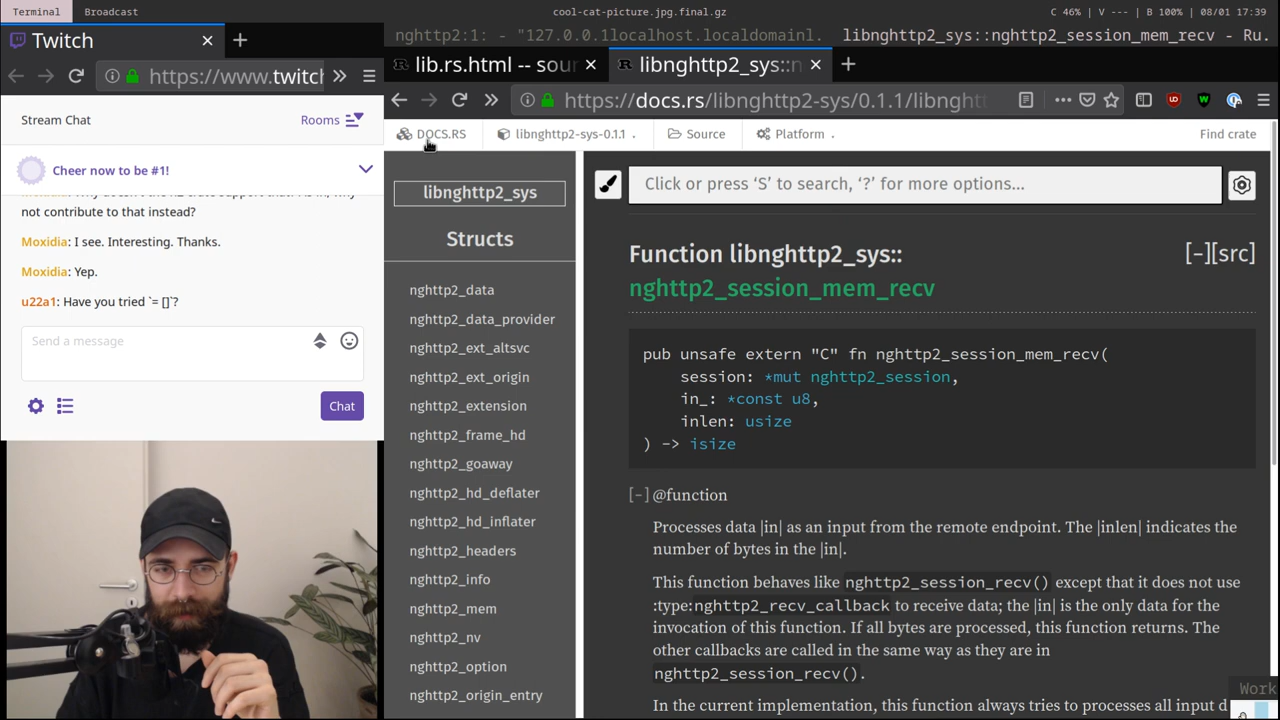 Terminal Broadcast
cool-cat-picture.jpg.final.gz
C 46% | V --- | B 100% | 08/01 17:39
Twitch
https://www.twitch
Stream Chat
Rooms
Cheer now to be #1!
not contribute to that instead?
Moxidia: I see. Interesting. Thanks.
Moxidia: Yep.
u22a1: Have you tried `= []`?
Send a message
Chat
nghttp2:1: - "127.0.0.1localhost.localdomainl.
libnghttp2_sys::nghttp2_session_mem_recv - Ru.
lib.rs.html -- sour
libnghttp2_sys::n
https://docs.rs/libnghttp2-sys/0.1.1/libnghtt
DOCS.RS
libnghttp2-sys-0.1.1
Source
Platform
Find crate
libnghttp2_sys
Structs
nghttp2_data
nghttp2_data_provider
nghttp2_ext_altsvc
nghttp2_ext_origin
nghttp2_extension
nghttp2_frame_hd
nghttp2_goaway
nghttp2_hd_deflater
nghttp2_hd_inflater
nghttp2_headers
nghttp2_info
nghttp2_mem
nghttp2_nv
nghttp2_option
nghttp2_origin_entry
Click or press ‘S’ to search, ‘?’ for more options…
Function libnghttp2_sys::
[−][src]
nghttp2_session_mem_recv
pub unsafe extern "C" fn nghttp2_session_mem_recv(
session: *mut nghttp2_session,
in_: *const u8,
inlen: usize
) -> isize
[−]@function
Processes data |in| as an input from the remote endpoint. The |inlen| indicates the
number of bytes in the |in|.
This function behaves like nghttp2_session_recv() except that it does not use
:type:nghttp2_recv_callback to receive data; the |in| is the only data for the
invocation of this function. If all bytes are processed, this function returns. The
other callbacks are called in the same way as they are in
nghttp2_session_recv().
In the current implementation, this function always tries to processes all input d
Work